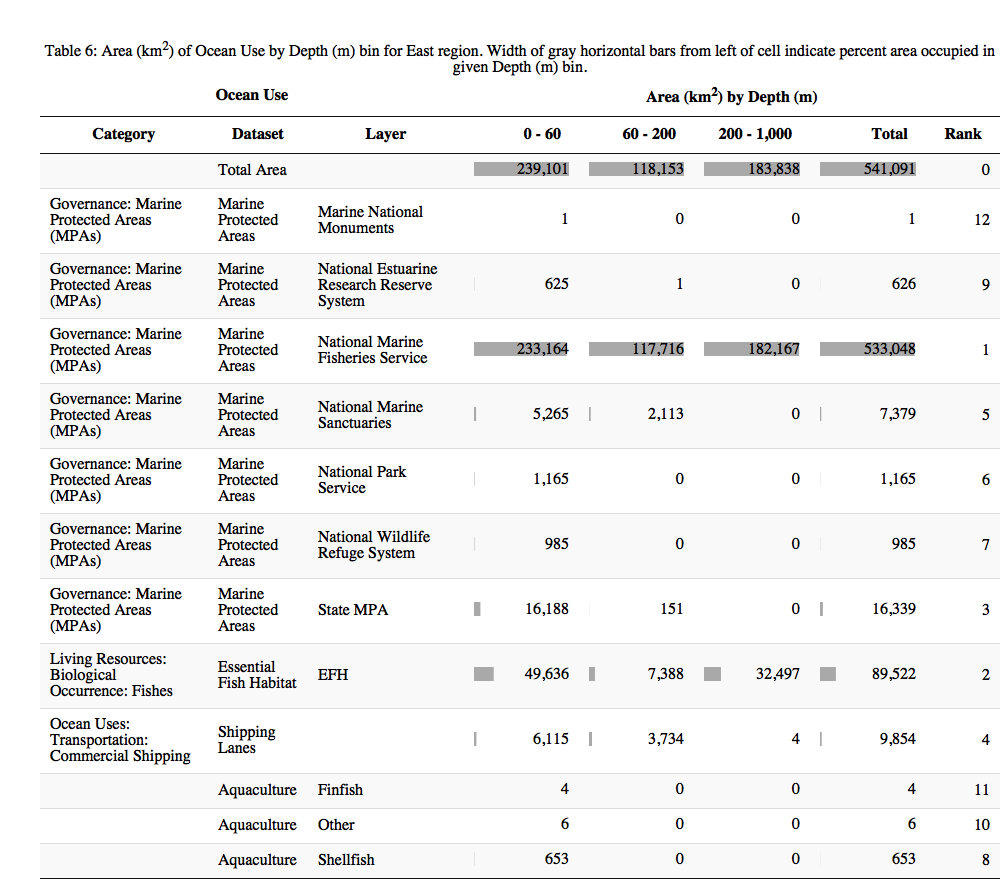 Table 6: Area (km2) of Ocean Use by Depth (m) bin for East region. Width of gray horizontal bars from left of cell indicate percent area occupied in
given Depth (m) bin.
Ocean Use Area (km2) by Depth (m)
Category Dataset Layer 0 - 60 60 - 200 200 - 1,000 Total Rank
Total Area 239,101 118,153 183,838 541,091 0
Governance: Marine Protected Areas (MPAs) Marine Protected Areas Marine National Monuments 1 0 0 1 12
Governance: Marine Protected Areas (MPAs) Marine Protected Areas National Estuarine Research Reserve System 625 1 0 626 9
Governance: Marine Protected Areas (MPAs) Marine Protected Areas National Marine Fisheries Service 233,164 117,716 182,167 533,048 1
Governance: Marine Protected Areas (MPAs) Marine Protected Areas National Marine Sanctuaries 5,265 2,113 0 7,379 5
Governance: Marine Protected Areas (MPAs) Marine Protected Areas National Park Service 1,165 0 0 1,165 6
Governance: Marine Protected Areas (MPAs) Marine Protected Areas National Wildlife Refuge System 985 0 0 985 7
Governance: Marine Protected Areas (MPAs) Marine Protected Areas State MPA 16,188 151 0 16,339 3
Living Resources: Biological Occurrence: Fishes Essential Fish Habitat EFH 49,636 7,388 32,497 89,522 2
Ocean Uses: Transportation: Commercial Shipping Shipping Lanes 6,115 3,734 4 9,854 4
Aquaculture Finfish 4 0 0 4 11
Aquaculture Other 6 0 0 6 10
Aquaculture Shellfish 653 0 0 653 8